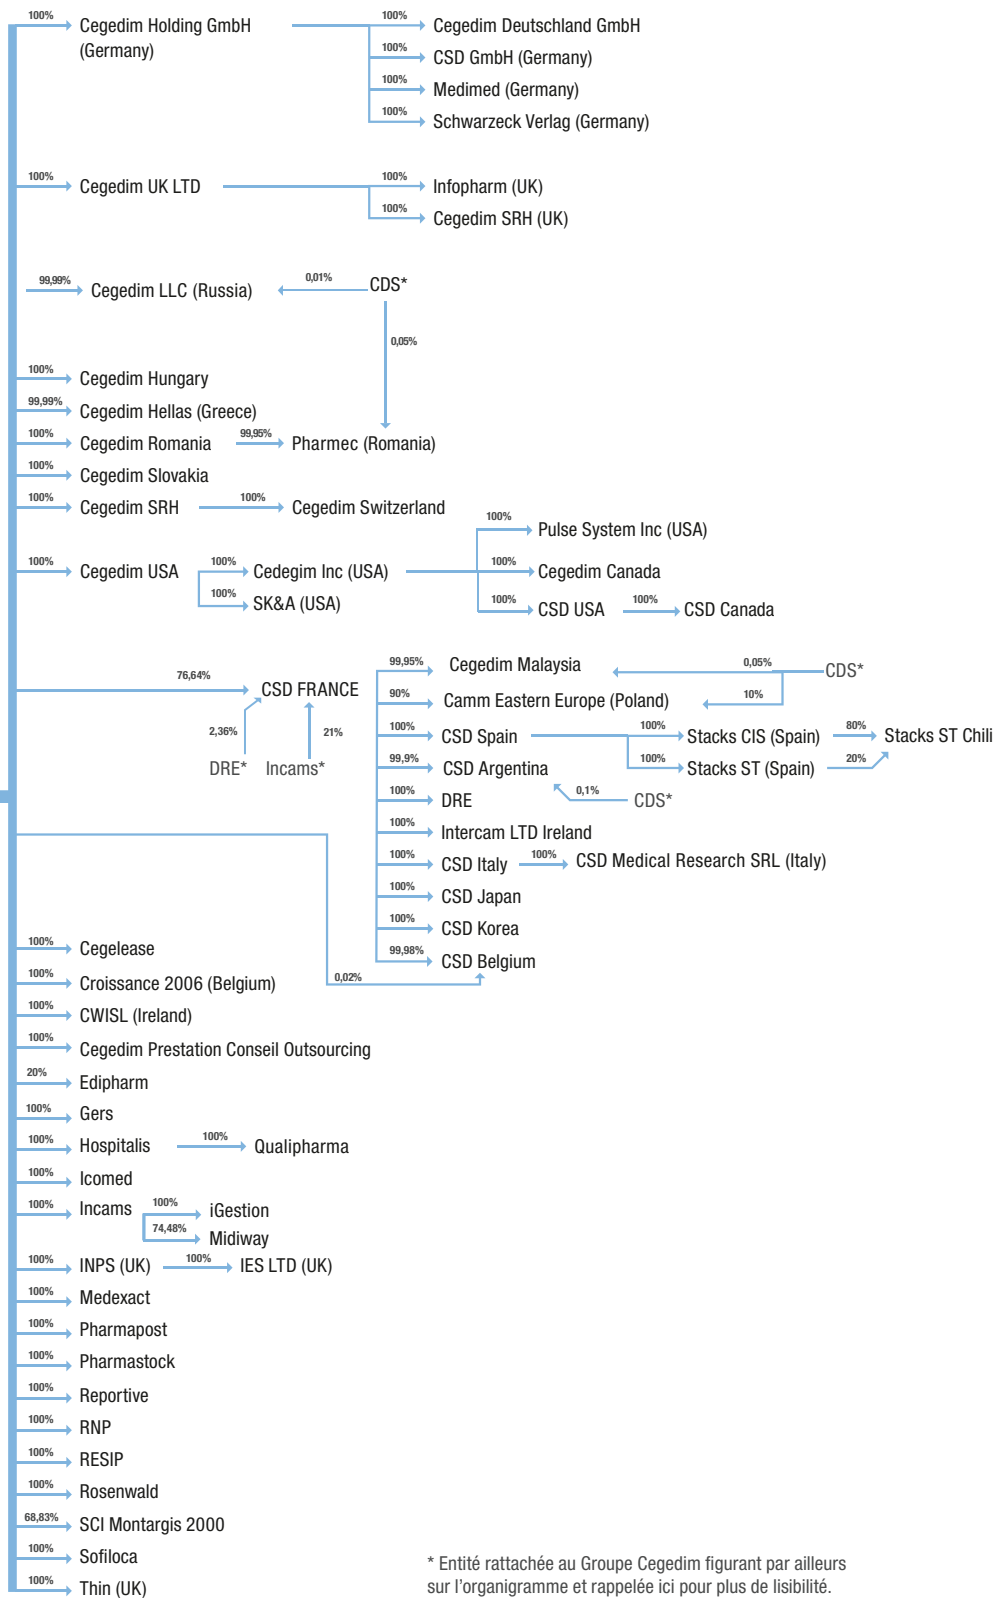 100% Cegedim Holding GmbH 100% Cegedim Deutschland GmbH
(Germany)
100% CSD GmbH (Germany)
100% Medimed (Germany)
100% Schwarzeck Verlag (Germany)
100% Cegedim UK LTD 100% Infopharm (UK)
100% Cegedim SRH (UK)
99,99% Cegedim LLC (Russia) 0,01% CDS*
0,05%
100% Cegedim Hungary
99,99% Cegedim Hellas (Greece)
100% Cegedim Romania 99,95% Pharmec (Romania)
100% Cegedim Slovakia
100% Cegedim SRH 100% Cegedim Switzerland
100% Pulse System Inc (USA)
100% Cegedim USA 100% Cedegim Inc (USA) 100% Cegedim Canada
100% SK&A (USA) 100% CSD USA 100% CSD Canada
99,95% Cegedim Malaysia 0,05% CDS*
76,64% CSD FRANCE 90% Camm Eastern Europe (Poland) 10%
2,36% 21% 100% CSD Spain 100% Stacks CIS (Spain) 80% Stacks ST Chili
DRE* Incams* 99,9% CSD Argentina 100% Stacks ST (Spain) 20%
100% DRE 0,1% CDS*
100% Intercam LTD Ireland
100% CSD Italy 100% CSD Medical Research SRL (Italy)
100% CSD Japan
100% CSD Korea
99,98% CSD Belgium
0,02%
100% Cegelease
100% Croissance 2006 (Belgium)
100% CWISL (Ireland)
100% Cegedim Prestation Conseil Outsourcing
20% Edipharm
100% Gers
100% Hospitalis 100% Qualipharma
100% Icomed
100% Incams 100% iGestion
74,48% Midiway
100% INPS (UK) 100% IES LTD (UK)
100% Medexact
100% Pharmapost
100% Pharmastock
100% Reportive
100% RNP
100% RESIP
100% Rosenwald
68,83% SCI Montargis 2000
100% Sofiloca
100% Thin (UK)
* Entité rattachée au Groupe Cegedim figurant par ailleurs
sur l'organigramme et rappelée ici pour plus de lisibilité.